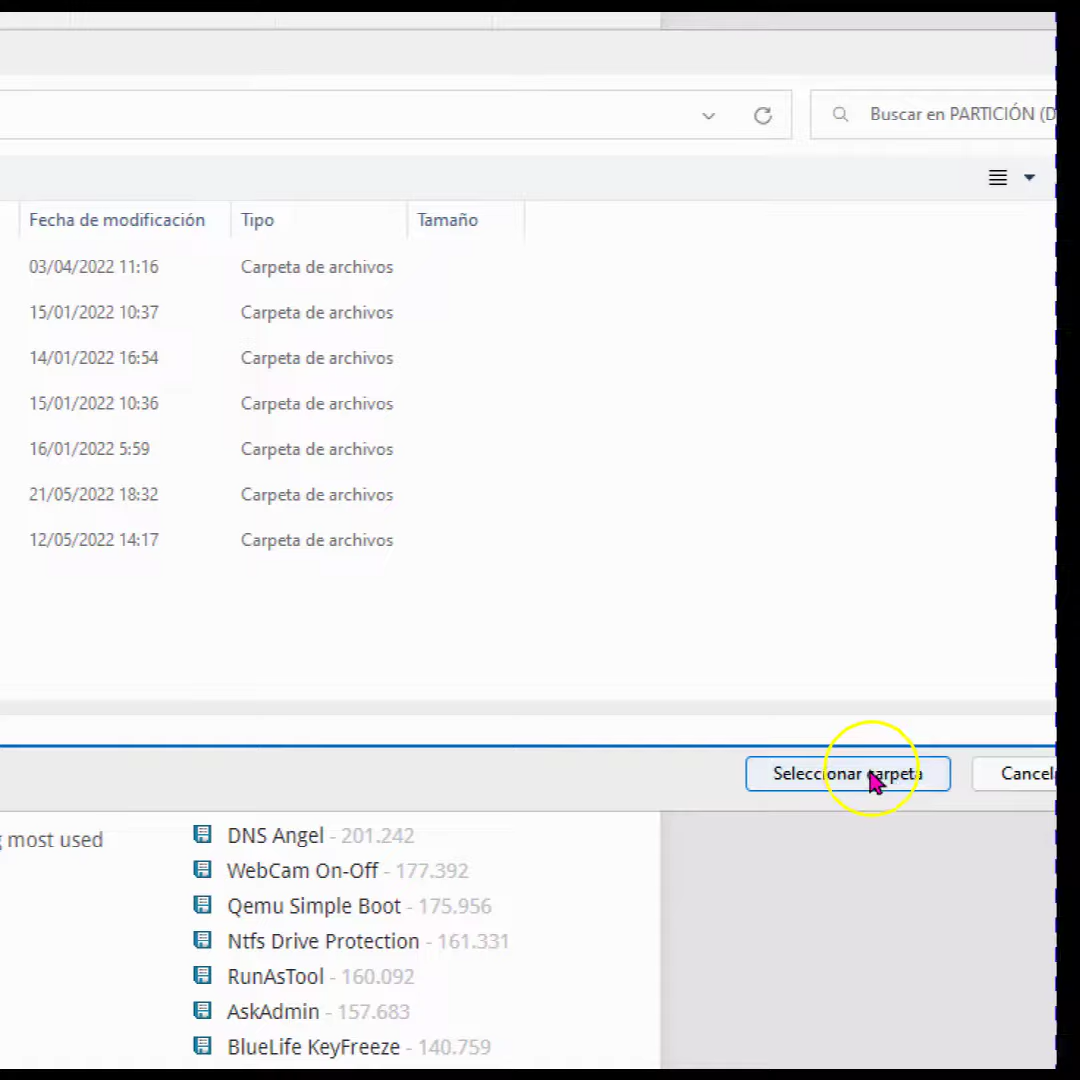 Buscar en PARTICIÓN (D
Fecha de modificación Tipo Tamaño
03/04/2022 11:16 Carpeta de archivos
15/01/2022 10:37 Carpeta de archivos
14/01/2022 16:54 Carpeta de archivos
15/01/2022 10:36 Carpeta de archivos
16/01/2022 5:59 Carpeta de archivos
21/05/2022 18:32 Carpeta de archivos
12/05/2022 14:17 Carpeta de archivos
Seleccionar carpeta Cancel
most used
DNS Angel - 201.242
WebCam On-Off - 177.392
Qemu Simple Boot - 175.956
Ntfs Drive Protection - 161.331
RunAsTool - 160.092
AskAdmin - 157.683
BlueLife KeyFreeze - 140.759